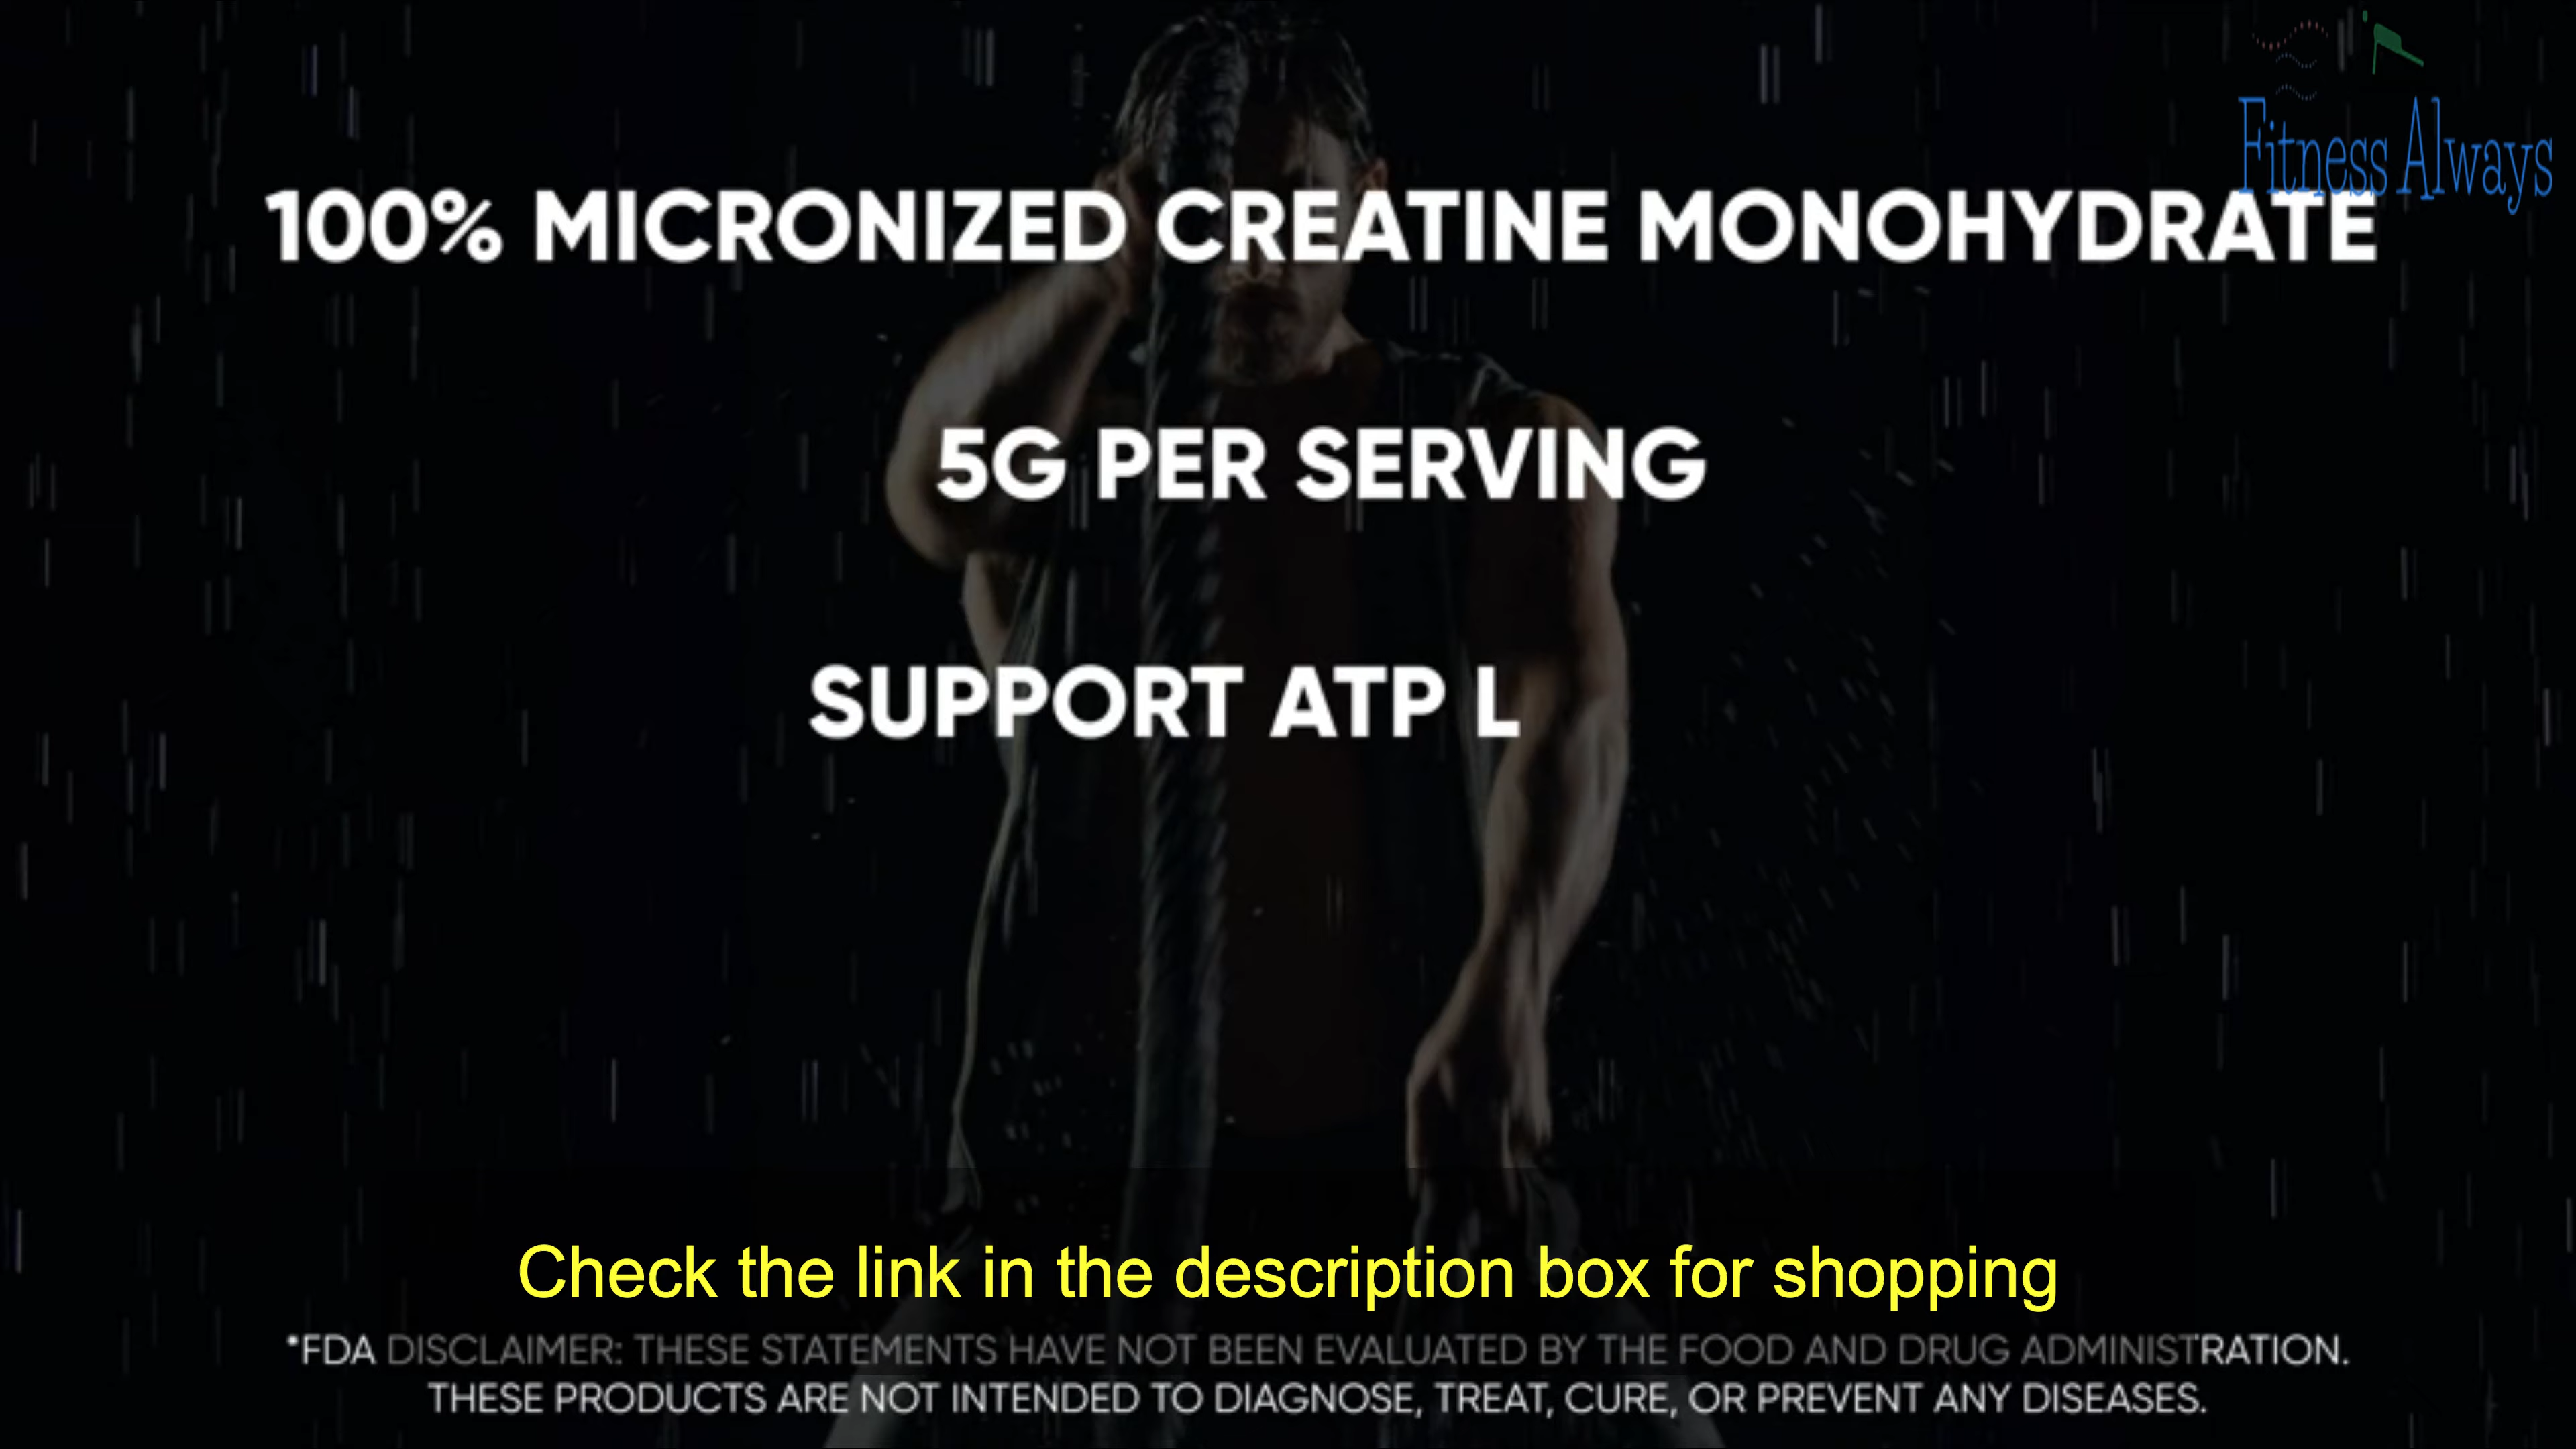 Fitness Always
100% MICRONIZED CREATINE MONOHYDRATE
5G PER SERVING
SUPPORT ATP L
Check the link in the description box for shopping
*FDA DISCLAIMER: THESE STATEMENTS HAVE NOT BEEN EVALUATED BY THE FOOD AND DRUG ADMINISTRATION.
THESE PRODUCTS ARE NOT INTENDED TO DIAGNOSE, TREAT, CURE, OR PREVENT ANY DISEASES.